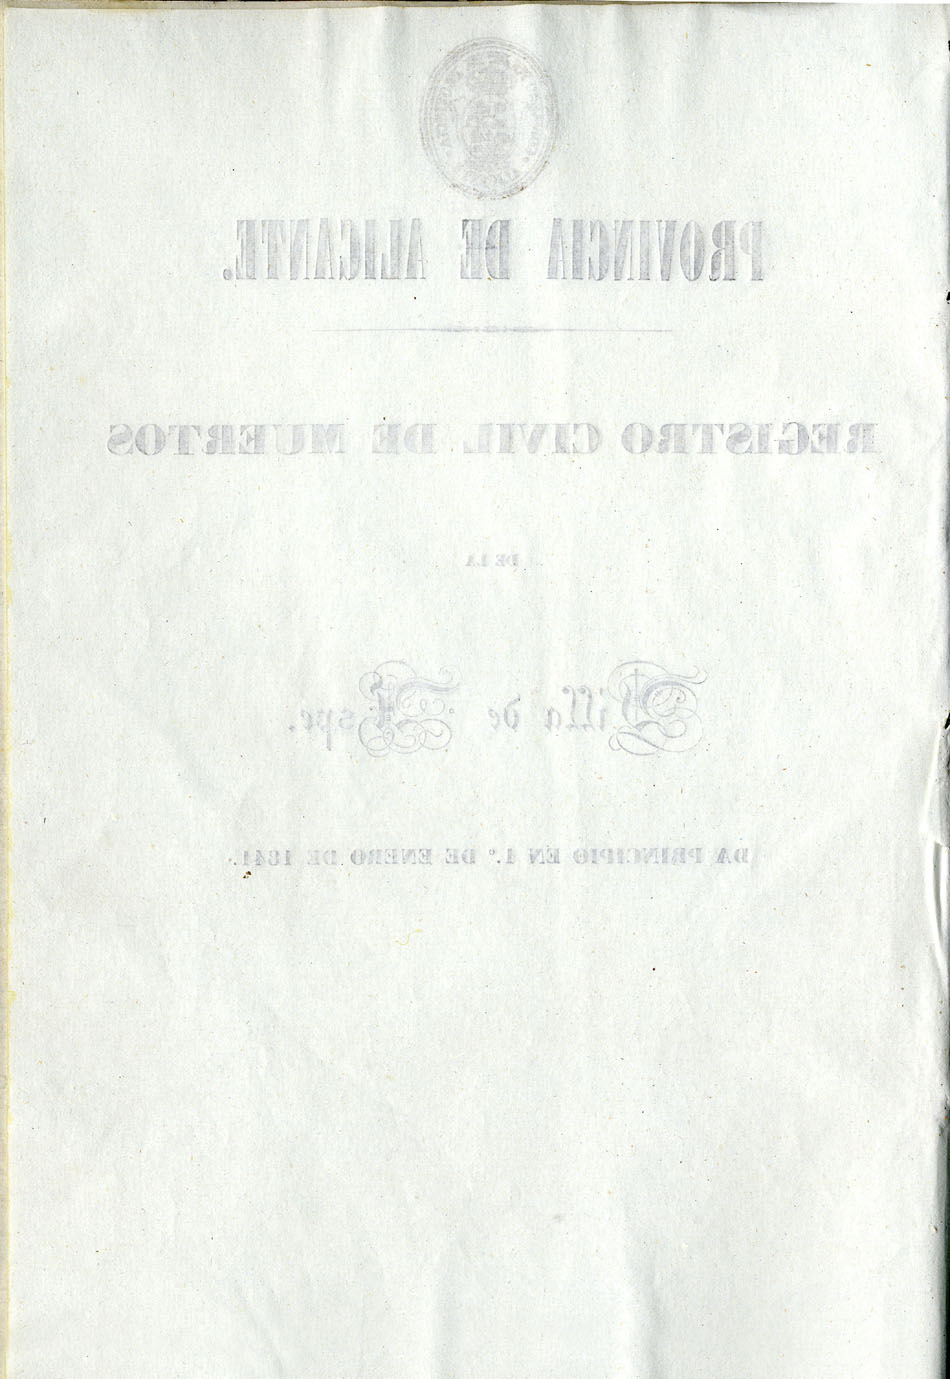 PROVINCIA DE ALICANTE.
REGISTRO CIVIL DE MUERTOS
DE LA
Villa de Aspe.
DA PRINCIPIO EN 1.º DE ENERO DE 1841.